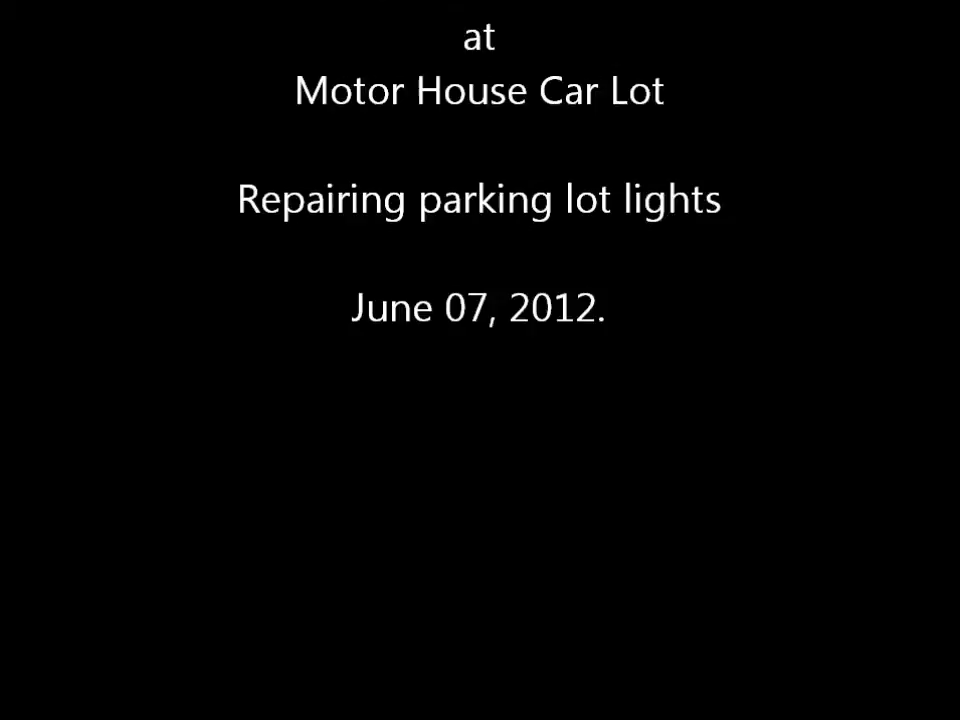 at
Motor House Car Lot
Repairing parking lot lights
June 07, 2012.